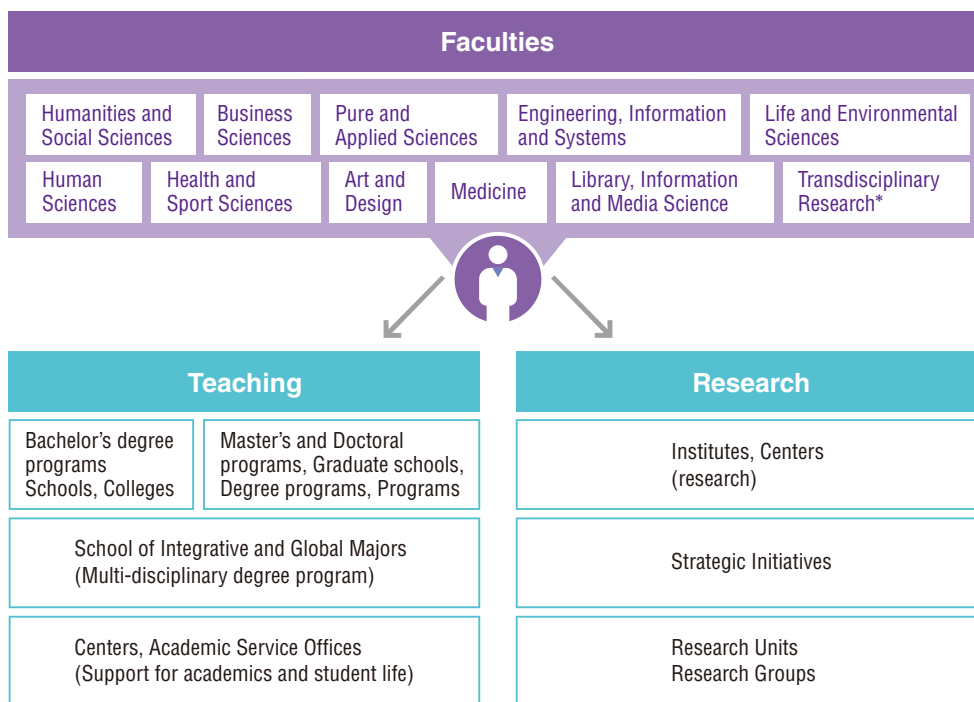 Faculties
Humanities and
Social Sciences
Business
Sciences
Pure and
Applied Sciences
Engineering, Information
and Systems
Life and Environmental
Sciences
Human
Sciences
Health and
Sport Sciences
Art and
Design
Medicine
Library, Information
and Media Science
Transdisciplinary
Research*
Teaching
Bachelor’s degree
programs
Schools, Colleges
Master’s and Doctoral
programs, Graduate schools,
Degree programs, Programs
School of Integrative and Global Majors
(Multi-disciplinary degree program)
Centers, Academic Service Offices
(Support for academics and student life)
Research
Institutes, Centers
(research)
Strategic Initiatives
Research Units
Research Groups